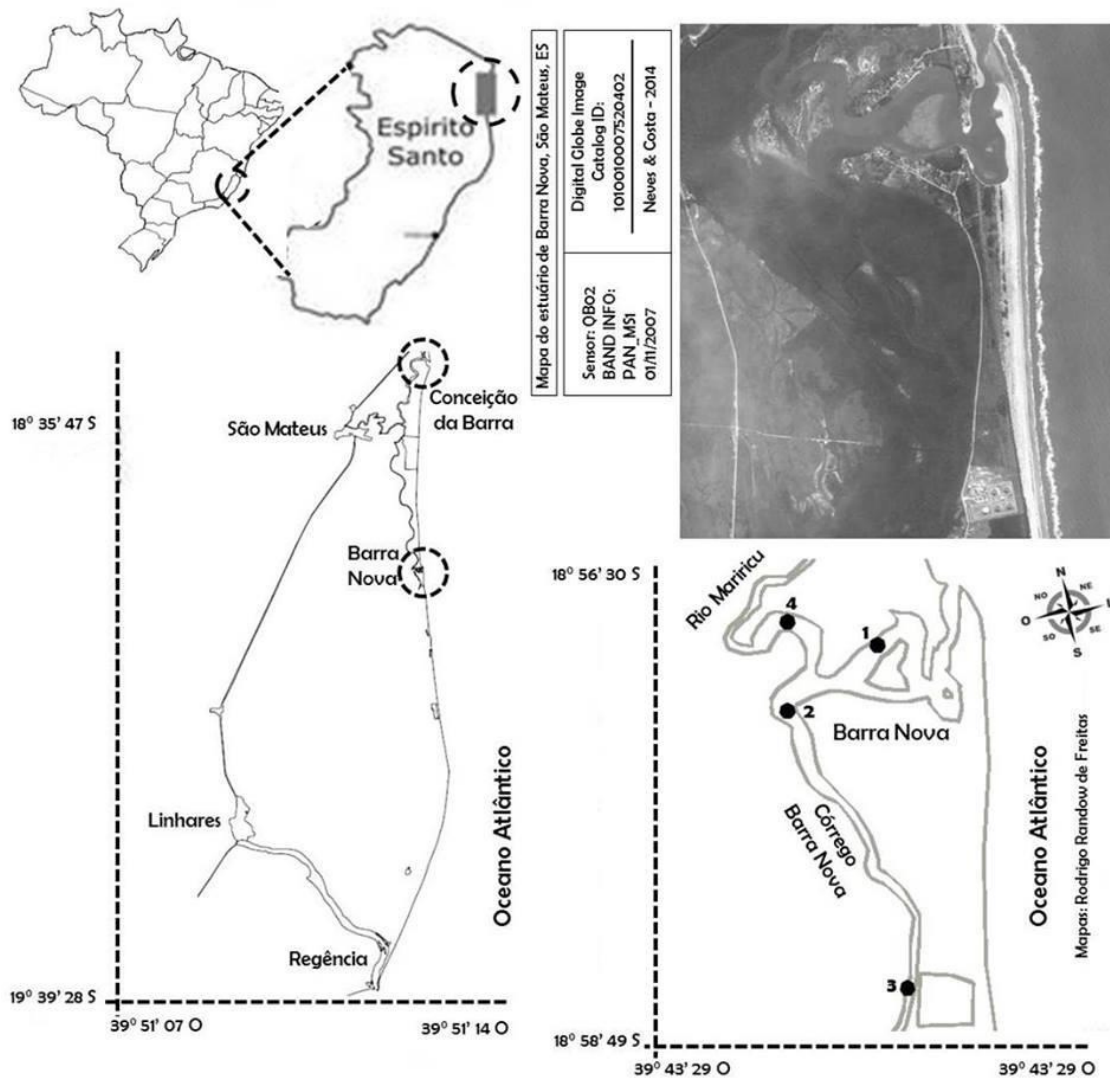 Espirito
Santo
Mapa do estuário de Barra Nova, São Mateus, ES
Digital Globe Image
Catalog ID:
1010010007520402
Neves & Costa - 2014
Sensor: QB02
BAND INFO:
PAN_MS1
01/11/2007
18° 35' 47 S
São Mateus
Conceição
da Barra
Barra
Nova
Linhares
Regência
Oceano Atlântico
19° 39' 28 S
39° 51' 07 O
39° 51' 14 O
18° 56' 30 S
Rio Mariricu
4
1
2
Barra Nova
Córrego
Barra Nova
3
N
NE
L
SE
S
SO
O
NO
Oceano Atlântico
Mapas: Rodrigo Randow de Freitas
18° 58' 49 S
39° 43' 29 O
39° 43' 29 O